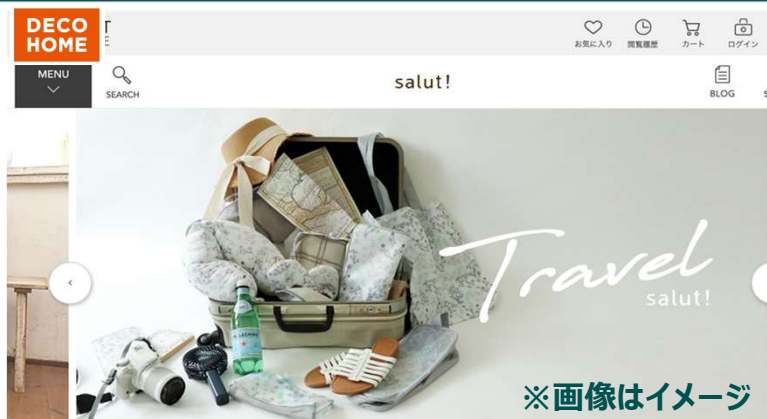 DECO
HOME
お気に入り
閲覧履歴
カート
ログイン
MENU
SEARCH
salut!
BLOG
Travel
salut!
※画像はイメージ